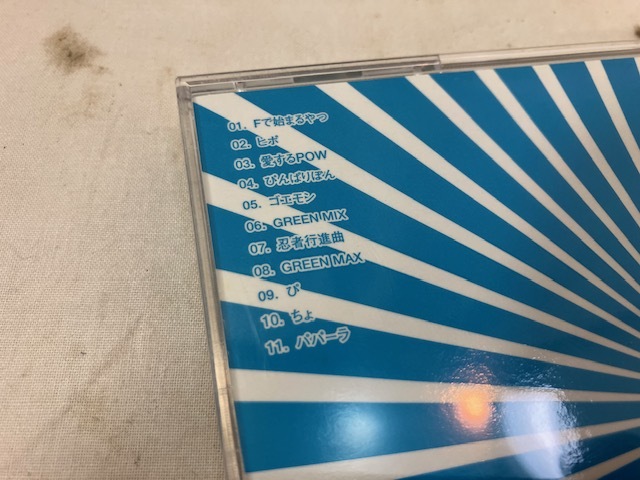 01. Fで始まるやつ
02. ヒポ
03. 愛するPOW
04. ぴんぱりぽん
05. ゴエモン
06. GREEN MIX
07. 忍者行進曲
08. GREEN MAX
09. ぴ
10. ちょ
11. パパーラ